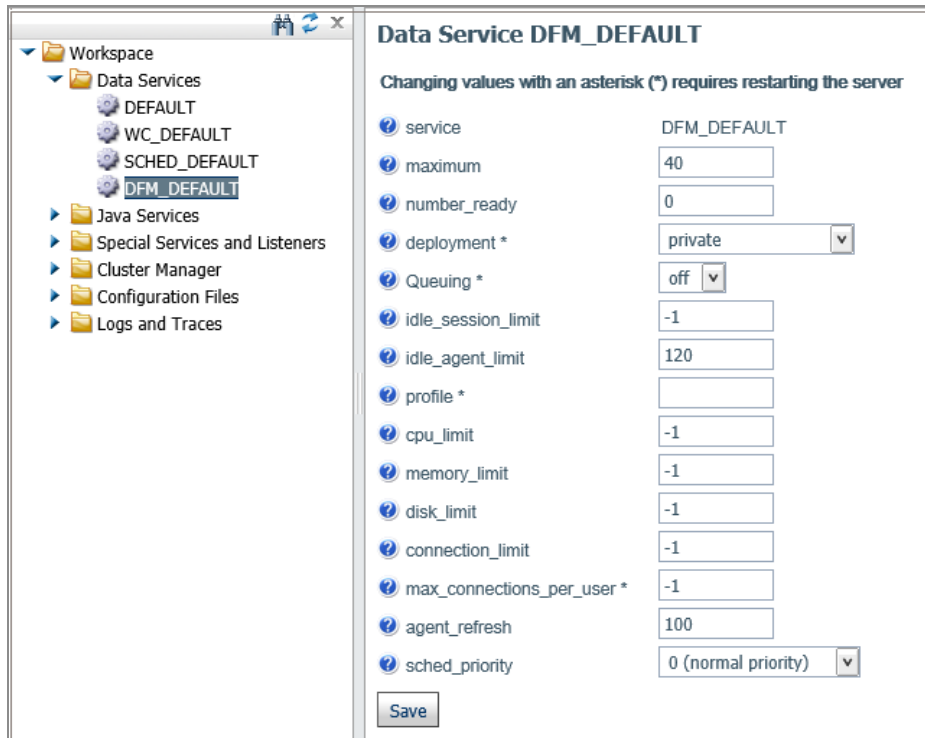 Workspace
Data Services
DEFAULT
WC_DEFAULT
SCHED_DEFAULT
DFM_DEFAULT
Java Services
Special Services and Listeners
Cluster Manager
Configuration Files
Logs and Traces
Data Service DFM_DEFAULT
Changing values with an asterisk (*) requires restarting the server
service DFM_DEFAULT
maximum 40
number_ready 0
deployment * private
Queuing * off
idle_session_limit -1
idle_agent_limit 120
profile *
cpu_limit -1
memory_limit -1
disk_limit -1
connection_limit -1
max_connections_per_user * -1
agent_refresh 100
sched_priority 0 (normal priority)
Save